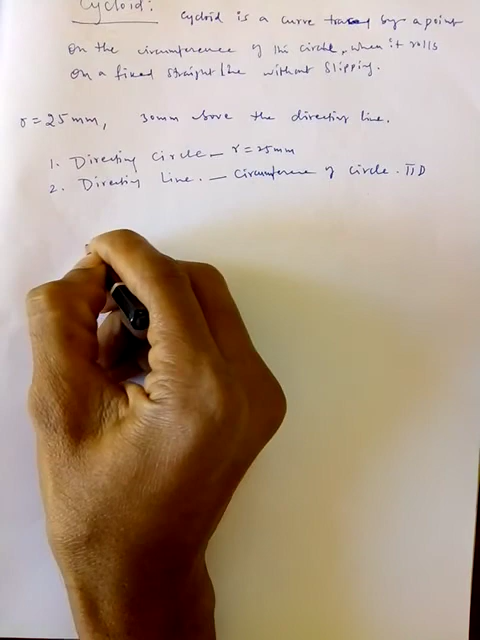 Cycloid:
Cycloid is a curve traced by a point
on the circumference of the circle, when it rolls
on a fixed straight line without slipping.
r = 25mm, 30mm above the directing line.
1. Directing Circle – r = 25mm
2. Directing Line. – Circumference of circle. πD